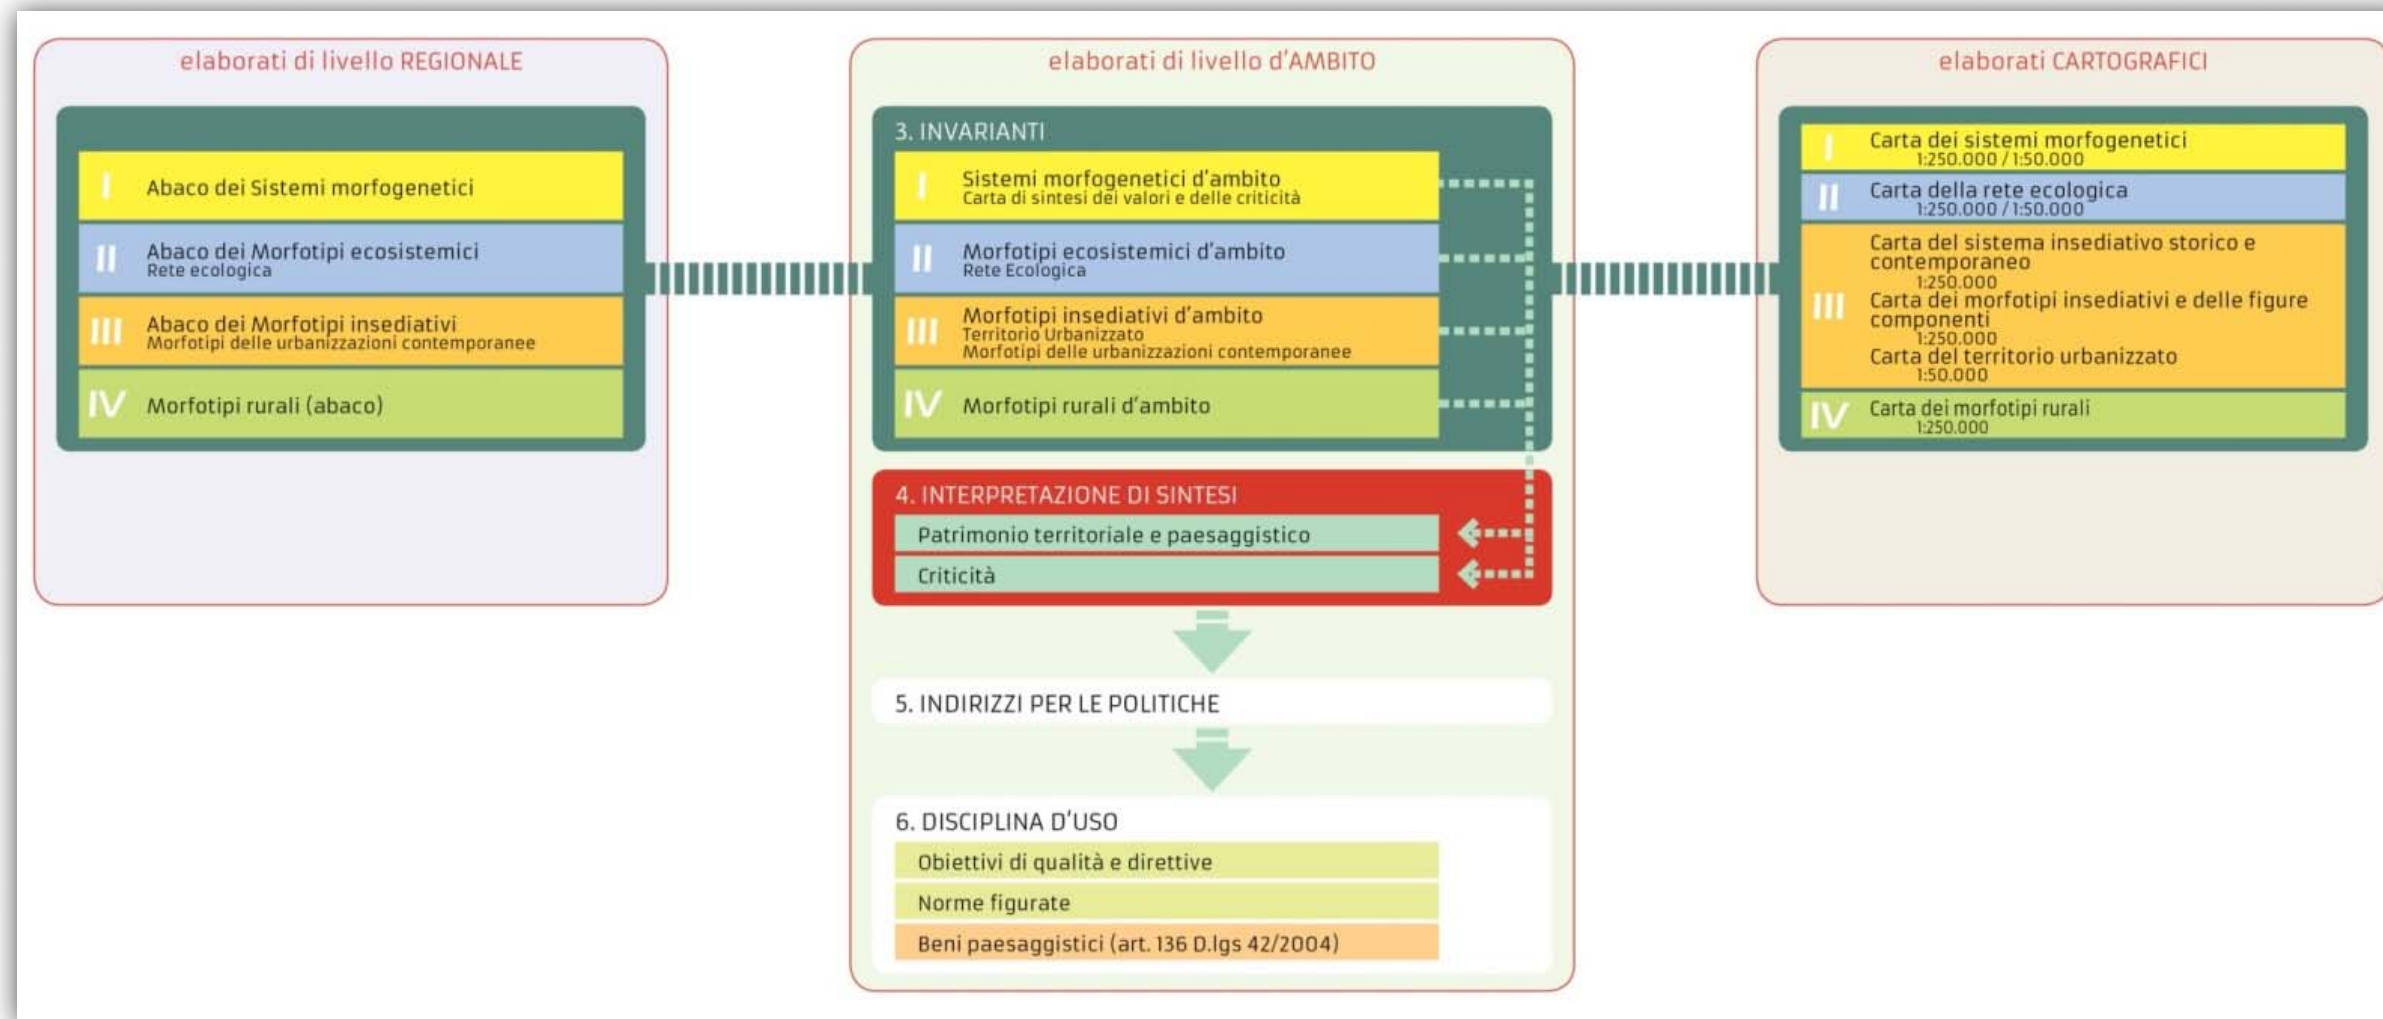 elaborati di livello REGIONALE
I
Abaco dei Sistemi morfogenetici
II
Abaco dei Morfotipi ecosistemici
Rete ecologica
III
Abaco dei Morfotipi insediativi
Morfotipi delle urbanizzazioni contemporanee
IV
Morfotipi rurali (abaco)
elaborati di livello d'AMBITO
3. INVARIANTI
I
Sistemi morfogenetici d'ambito
Carta di sintesi dei valori e delle criticità
II
Morfotipi ecosistemici d'ambito
Rete Ecologica
III
Morfotipi insediativi d'ambito
Territorio Urbanizzato
Morfotipi delle urbanizzazioni contemporanee
IV
Morfotipi rurali d'ambito
4. INTERPRETAZIONE DI SINTESI
Patrimonio territoriale e paesaggistico
Criticità
5. INDIRIZZI PER LE POLITICHE
6. DISCIPLINA D'USO
Obiettivi di qualità e direttive
Norme figurate
Beni paesaggistici (art. 136 D.lgs 42/2004)
elaborati CARTOGRAFICI
I
Carta dei sistemi morfogenetici
1:250.000 / 1:50.000
II
Carta della rete ecologica
1:250.000 / 1:50.000
III
Carta del sistema insediativo storico e
contemporaneo
1:250.000
Carta dei morfotipi insediativi e delle figure
componenti
1:250.000
Carta del territorio urbanizzato
1:50.000
IV
Carta dei morfotipi rurali
1:250.000